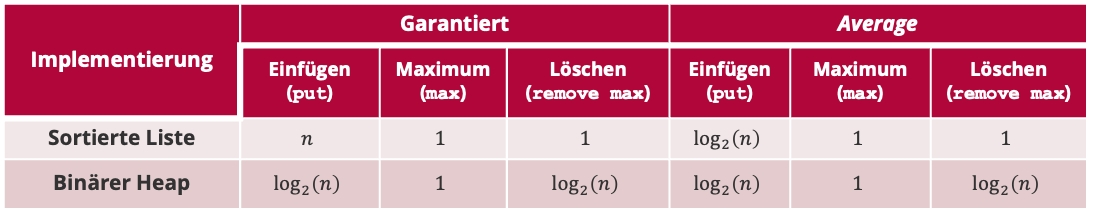 Implementierung Garantiert Average
Einfügen (put) Maximum (max) Löschen (remove max) Einfügen (put) Maximum (max) Löschen (remove max)
Sortierte Liste n 1 1 log₂(n) 1 1
Binärer Heap log₂(n) 1 log₂(n) log₂(n) 1 log₂(n)